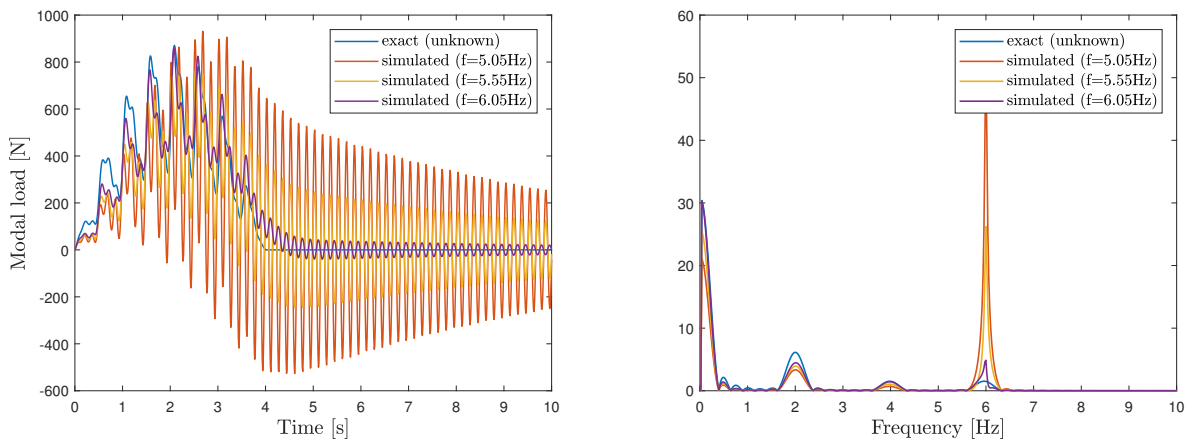 1000
800
600
400
200
0
-200
-400
-600
Modal load [N]
0 1 2 3 4 5 6 7 8 9 10
Time [s]
exact (unknown)
simulated (f=5.05Hz)
simulated (f=5.55Hz)
simulated (f=6.05Hz)
60
50
40
30
20
10
0
0 1 2 3 4 5 6 7 8 9 10
Frequency [Hz]
exact (unknown)
simulated (f=5.05Hz)
simulated (f=5.55Hz)
simulated (f=6.05Hz)